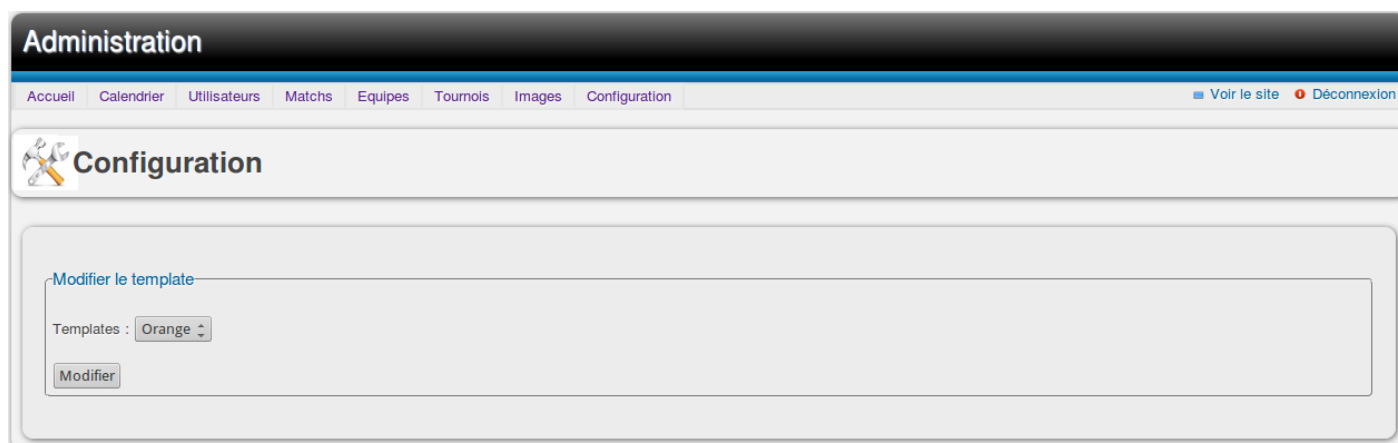 Administration
Accueil Calendrier Utilisateurs Matchs Equipes Tournois Images Configuration Voir le site Déconnexion
Configuration
Modifier le template
Templates : Orange
Modifier